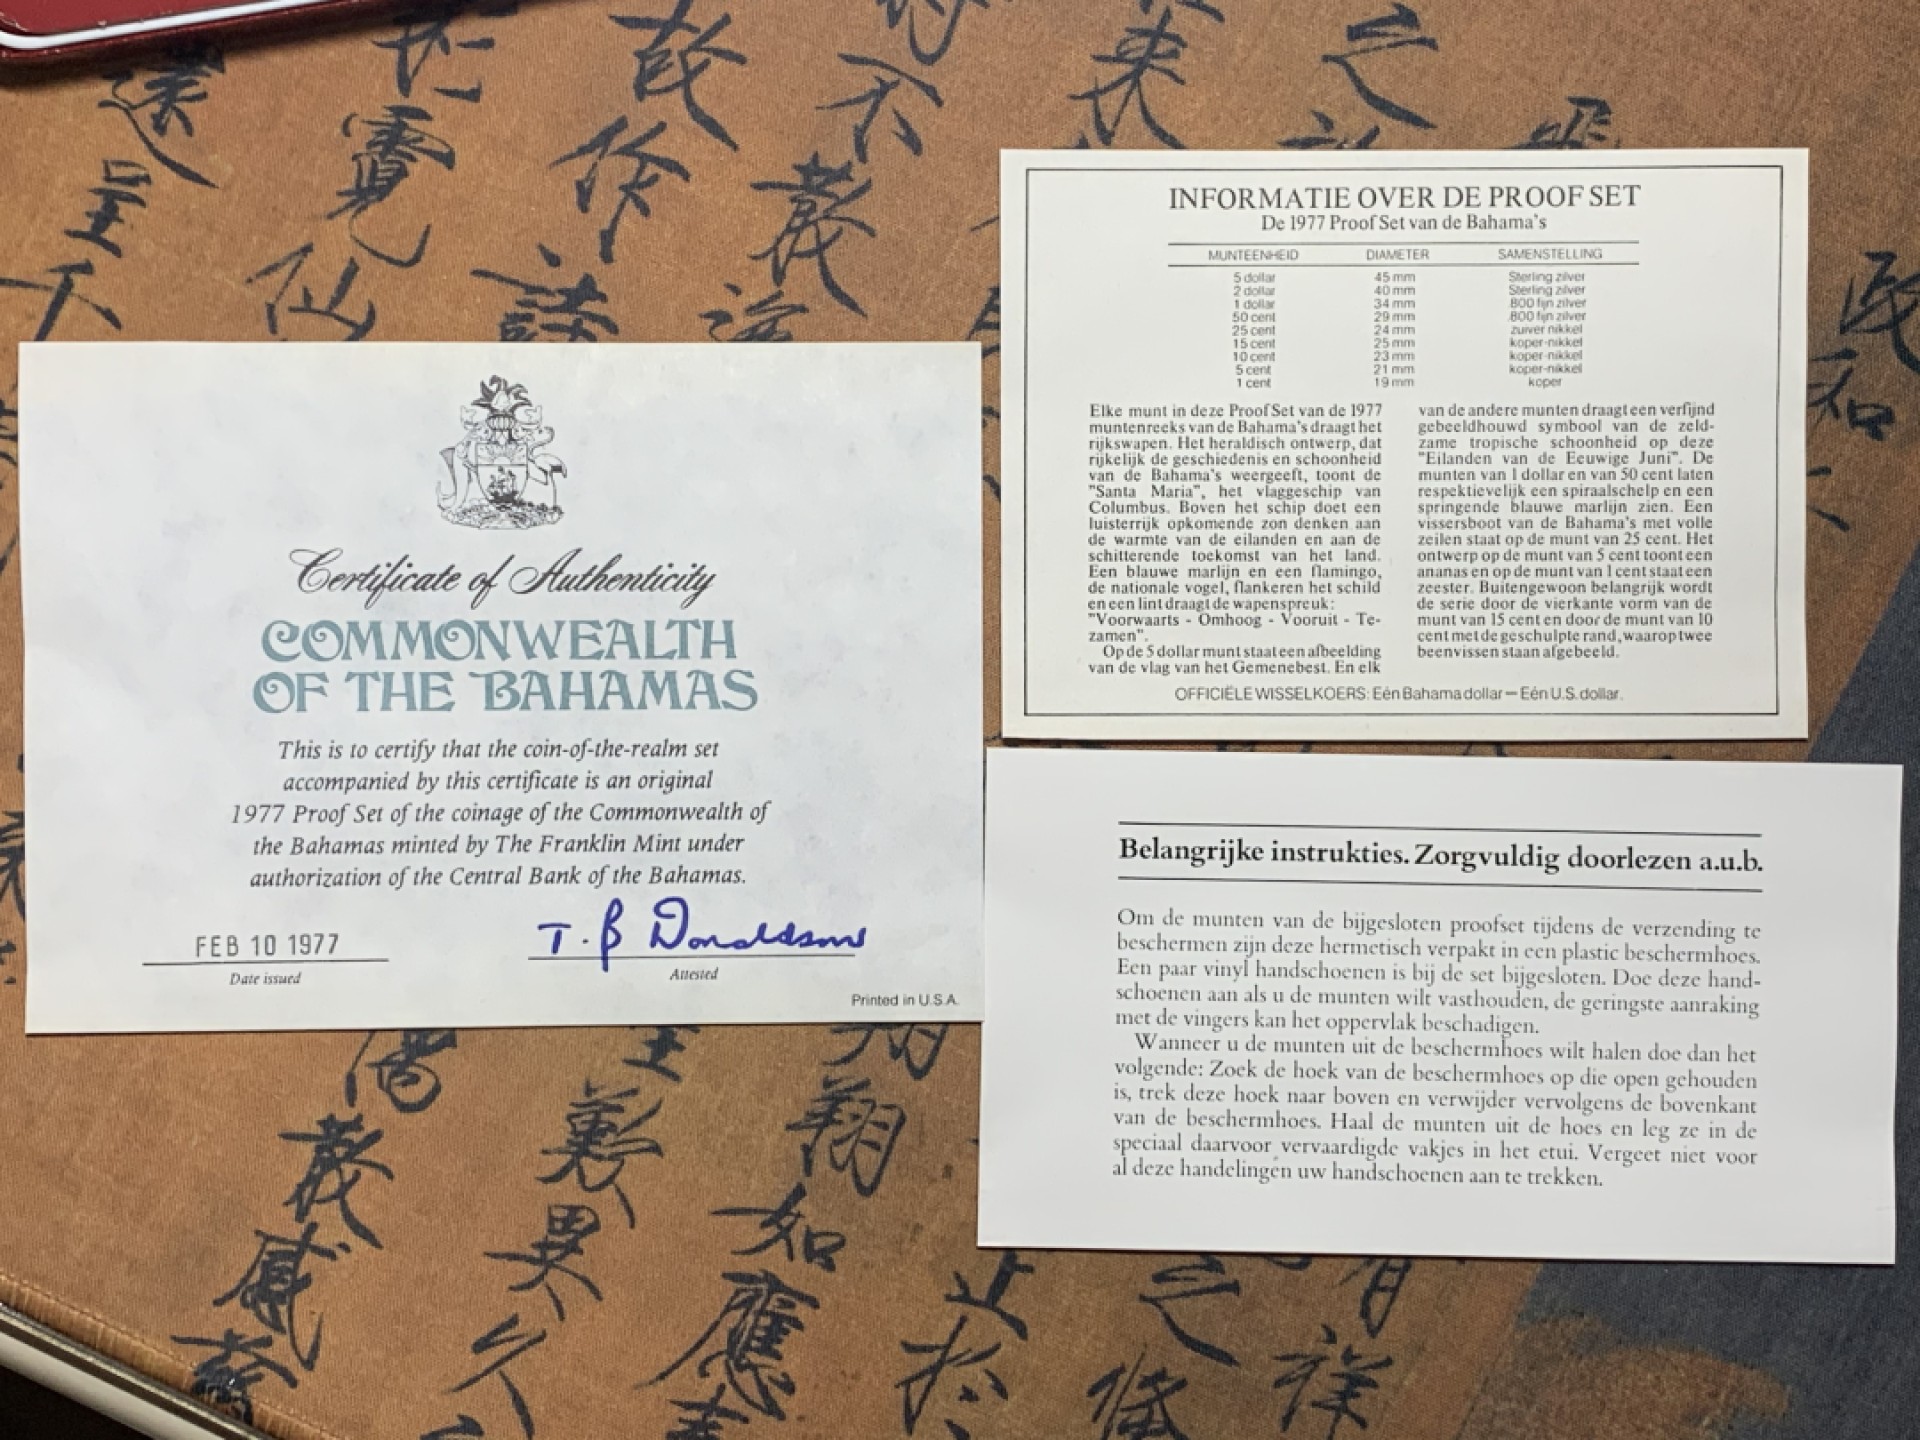 Certificate of Authenticity
COMMONWEALTH
OF THE BAHAMAS
This is to certify that the coin-of-the-realm set
accompanied by this certificate is an original
1977 Proof Set of the coinage of the Commonwealth of
the Bahamas minted by The Franklin Mint under
authorization of the Central Bank of the Bahamas.
FEB 10 1977
T. B Donaldson
Date issued
Attested
Printed in U.S.A.
INFORMATIE OVER DE PROOF SET
De 1977 Proof Set van de Bahama's
MUNTEENHEID DIAMETER SAMENSTELLING
5 dollar 45 mm Sterling zilver
2 dollar 40 mm Sterling zilver
1 dollar 34 mm 800 fijn zilver
50 cent 29 mm 800 fijn zilver
25 cent 24 mm zuiver nikkel
15 cent 25 mm koper-nikkel
10 cent 23 mm koper-nikkel
5 cent 21 mm koper-nikkel
1 cent 19 mm koper
Elke munt in deze Proof Set van de 1977
muntenreeks van de Bahama's draagt het
rijkswapen. Het heraldisch ontwerp, dat
rijkelijk de geschiedenis en schoonheid
van de Bahama's weergeeft, toont de
"Santa Maria", het vlaggeschip van
Columbus. Boven het schip doet een
luisterrijk opkomende zon denken aan
de warmte van de eilanden en aan de
schitterende toekomst van het land.
Een blauwe marlijn en een flamingo,
de nationale vogel, flankeren het schild
en een lint draagt de wapenspreuk:
"Voorwaarts - Omhoog - Vooruit - Te-
zamen".
Op de 5 dollar munt staat een afbeelding
van de vlag van het Gemenebest. En elk
van de andere munten draagt een verfijnd
gebeeldhouwd symbool van de zeld-
zame tropische schoonheid op deze
"Eilanden van de Eeuwige Juni". De
munten van 1 dollar en van 50 cent laten
respektievelijk een spiraalschelp en een
springende blauwe marlijn zien. Een
vissersboot van de Bahama's met volle
zeilen staat op de munt van 25 cent. Het
ontwerp op de munt van 5 cent toont een
ananas en op de munt van 1 cent staat een
zeester. Buitengewoon belangrijk wordt
de serie door de vierkante vorm van de
munt van 15 cent en door de munt van 10
cent met de geschulpte rand, waarop twee
beenvissen staan afgebeeld.
OFFICIËLE WISSELKOERS: Eén Bahama dollar — Eén U.S. dollar.
Belangrijke instrukties. Zorgvuldig doorlezen a.u.b.
Om de munten van de bijgesloten proofset tijdens de verzending te
beschermen zijn deze hermetisch verpakt in een plastic beschermhoes.
Een paar vinyl handschoenen is bij de set bijgesloten. Doe deze hand-
schoenen aan als u de munten wilt vasthouden, de geringste aanraking
met de vingers kan het oppervlak beschadigen.
Wanneer u de munten uit de beschermhoes wilt halen doe dan het
volgende: Zoek de hoek van de beschermhoes op die open gehouden
is, trek deze hoek naar boven en verwijder vervolgens de bovenkant
van de beschermhoes. Haal de munten uit de hoes en leg ze in de
speciaal daarvoor vervaardigde vakjes in het etui. Vergeet niet voor
al deze handelingen uw handschoenen aan te trekken.